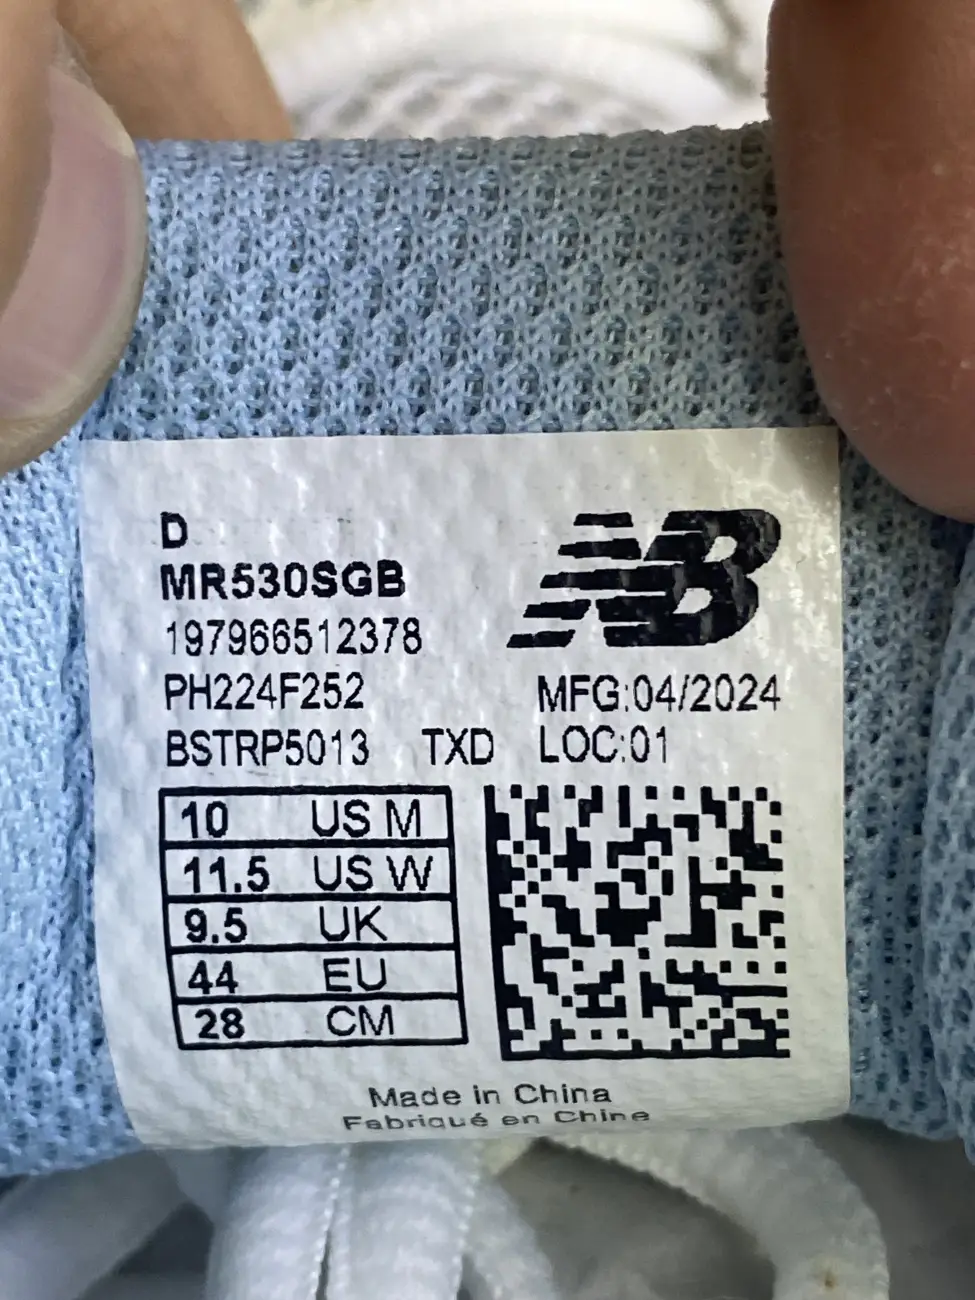 D
MR530SGB
197966512378
PH224F252 MFG:04/2024
BSTRP5013 TXD LOC:01
10 US M
11.5 US W
9.5 UK
44 EU
28 CM
Made in China
Fabriqué en Chine
NB